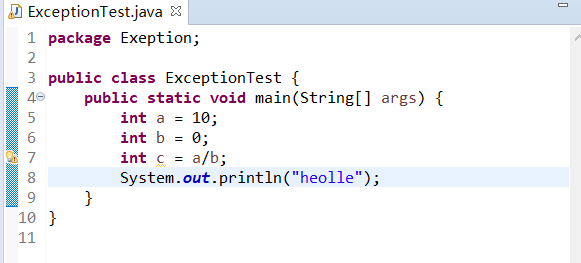 ExceptionTest.java
1 package Exeption;
2
3 public class ExceptionTest {
4 public static void main(String[] args) {
5 int a = 10;
6 int b = 0;
7 int c = a/b;
8 System.out.println("heolle");
9 }
10 }
11